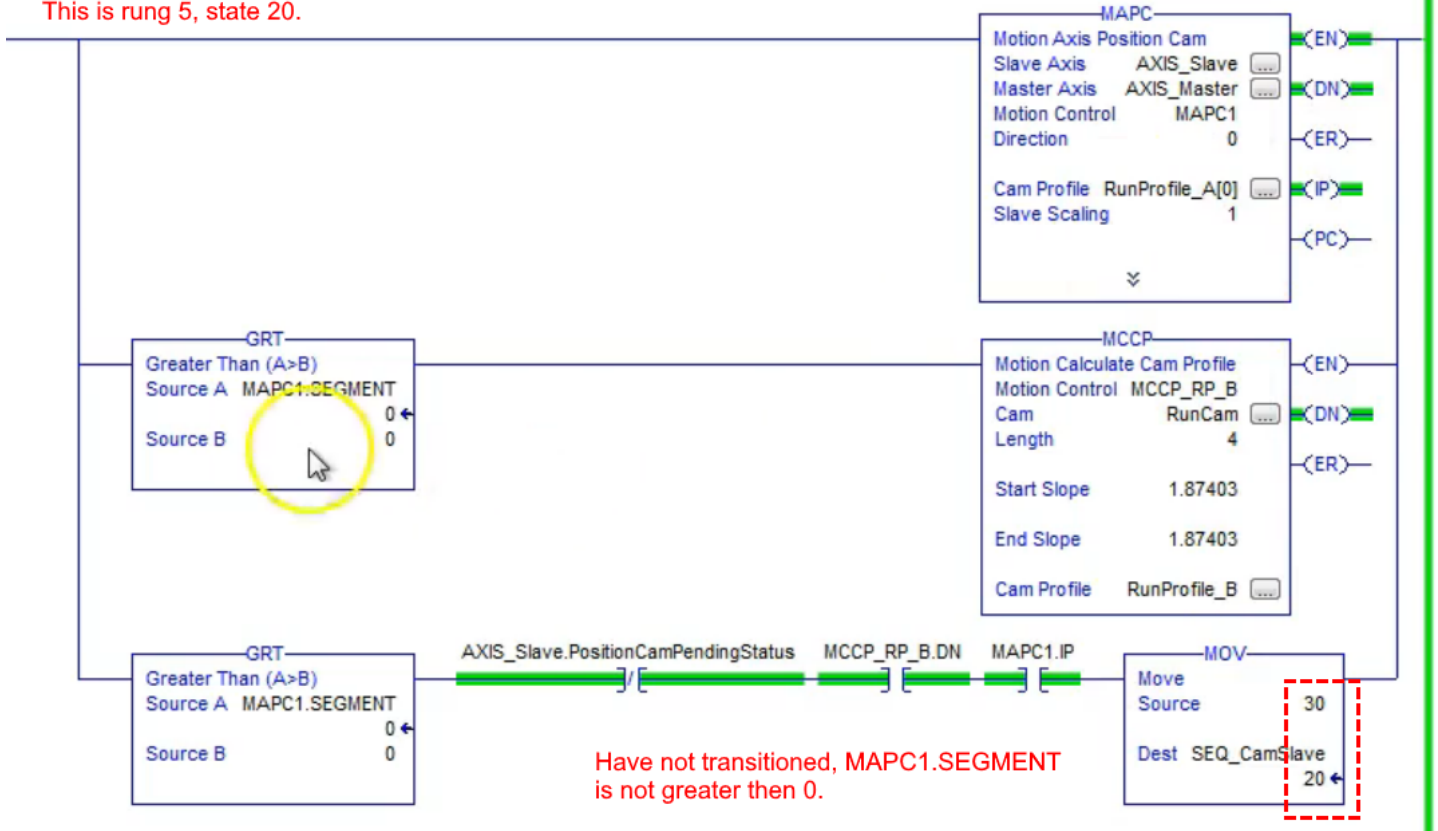 This is rung 5, state 20.
MAPC
Motion Axis Position Cam
Slave Axis AXIS_Slave ...
Master Axis AXIS_Master ...
Motion Control MAPC1
Direction 0
Cam Profile RunProfile_A[0] ...
Slave Scaling 1
(EN)
(DN)
(ER)
(IP)
(PC)
GRT
Greater Than (A>B)
Source A MAPC1.SEGMENT
0
Source B 0
MCCP
Motion Calculate Cam Profile
Motion Control MCCP_RP_B
Cam RunCam ...
Length 4
Start Slope 1.87403
End Slope 1.87403
Cam Profile RunProfile_B ...
(EN)
(DN)
(ER)
GRT
Greater Than (A>B)
Source A MAPC1.SEGMENT
0
Source B 0
AXIS_Slave.PositionCamPendingStatus MCCP_RP_B.DN MAPC1.IP
MOV
Move
Source 30
Dest SEQ_CamSlave
20
Have not transitioned, MAPC1.SEGMENT
is not greater then 0.